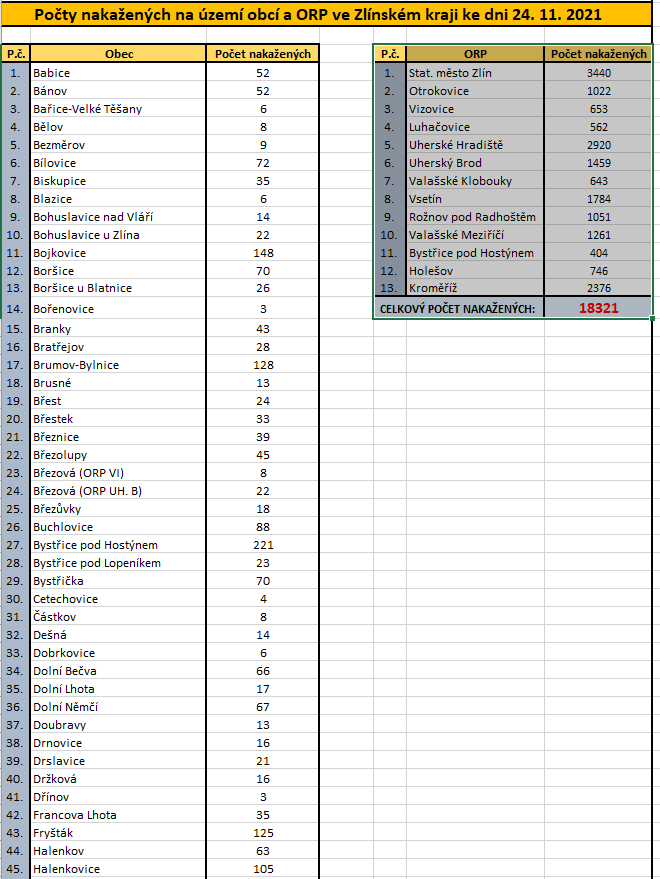 Počty nakažených na území obcí a ORP ve Zlínském kraji ke dni 24. 11. 2021
P.č. Obec Počet nakažených
1. Babice 52
2. Bánov 52
3. Bařice-Velké Těšany 6
4. Bělov 8
5. Bezměrov 9
6. Bílovice 72
7. Biskupice 35
8. Blazice 6
9. Bohuslavice nad Vláří 14
10. Bohuslavice u Zlína 22
11. Bojkovice 148
12. Boršice 70
13. Boršice u Blatnice 26
14. Bořenovice 3
15. Branky 43
16. Bratřejov 28
17. Brumov-Bylnice 128
18. Brusné 13
19. Břest 24
20. Břestek 33
21. Březnice 39
22. Březolupy 45
23. Březová (ORP VI) 8
24. Březová (ORP UH. B) 22
25. Březůvky 18
26. Buchlovice 88
27. Bystřice pod Hostýnem 221
28. Bystřice pod Lopeníkem 23
29. Bystřička 70
30. Cetechovice 4
31. Částkov 8
32. Dešná 14
33. Dobrkovice 6
34. Dolní Bečva 66
35. Dolní Lhota 17
36. Dolní Němčí 67
37. Doubravy 13
38. Drnovice 16
39. Drslavice 21
40. Držková 16
41. Dřínov 3
42. Francova Lhota 35
43. Fryšták 125
44. Halenkov 63
45. Halenkovice 105
P.č. ORP Počet nakažených
1. Stat. město Zlín 3440
2. Otrokovice 1022
3. Vizovice 653
4. Luhačovice 562
5. Uherské Hradiště 2920
6. Uherský Brod 1459
7. Valašské Klobouky 643
8. Vsetín 1784
9. Rožnov pod Radhoštěm 1051
10. Valašské Meziříčí 1261
11. Bystřice pod Hostýnem 404
12. Holešov 746
13. Kroměříž 2376
CELKOVÝ POČET NAKAŽENÝCH: 18321